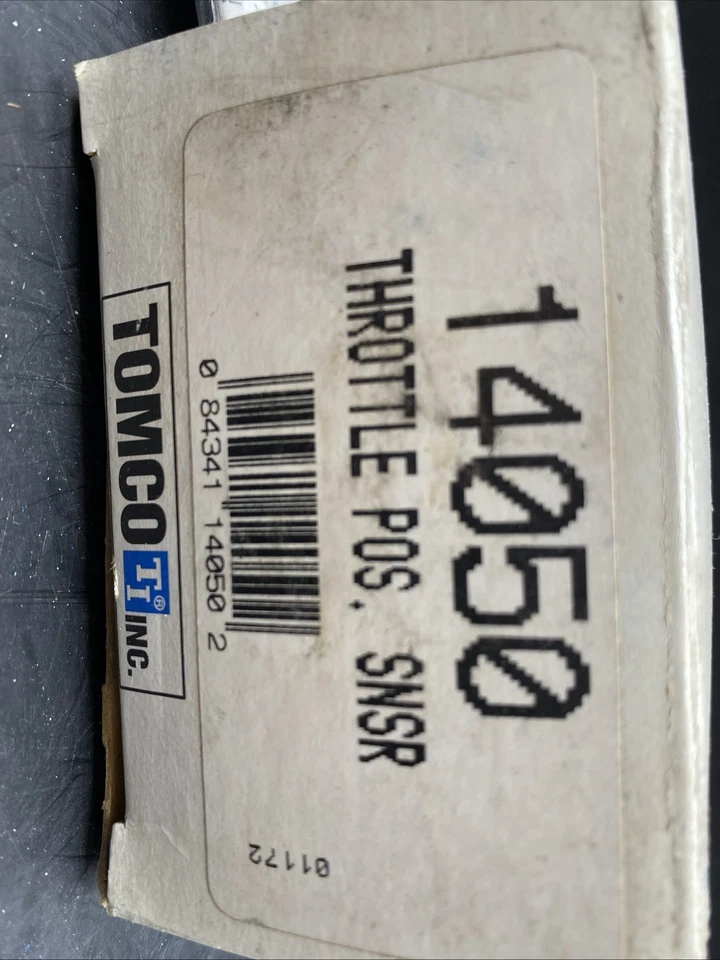 14050
THROTTLE POS. SNSR
0 84341 14050 2
01172
TOMCO TI® INC.